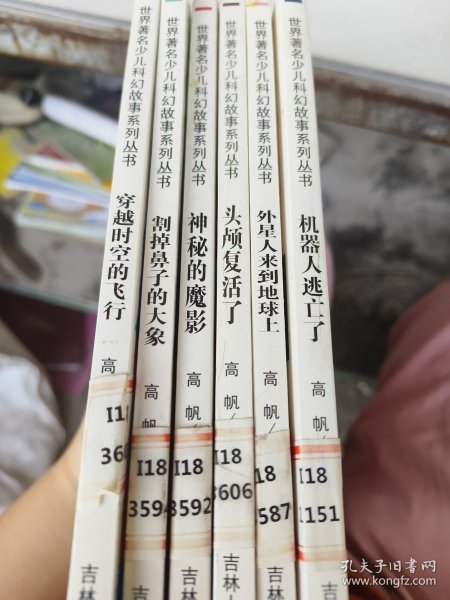 世界著名少儿科幻故事系列丛书
穿越时空的飞行
高
I18
36
吉林
世界著名少儿科幻故事系列丛书
割掉鼻子的大象
高 帆
I18
3594
吉
世界著名少儿科幻故事系列丛书
神秘的魔影
高 帆
I18
3592
吉
世界著名少儿科幻故事系列丛书
头颅复活了
高 帆
I18
3606
吉林
世界著名少儿科幻故事系列丛书
外星人来到地球上
高 帆
18
587
吉林
世界著名少儿科幻故事系列丛书
机器人逃亡了
高 帆
I18
1151
吉
孔夫子旧书网
www.kongfz.com